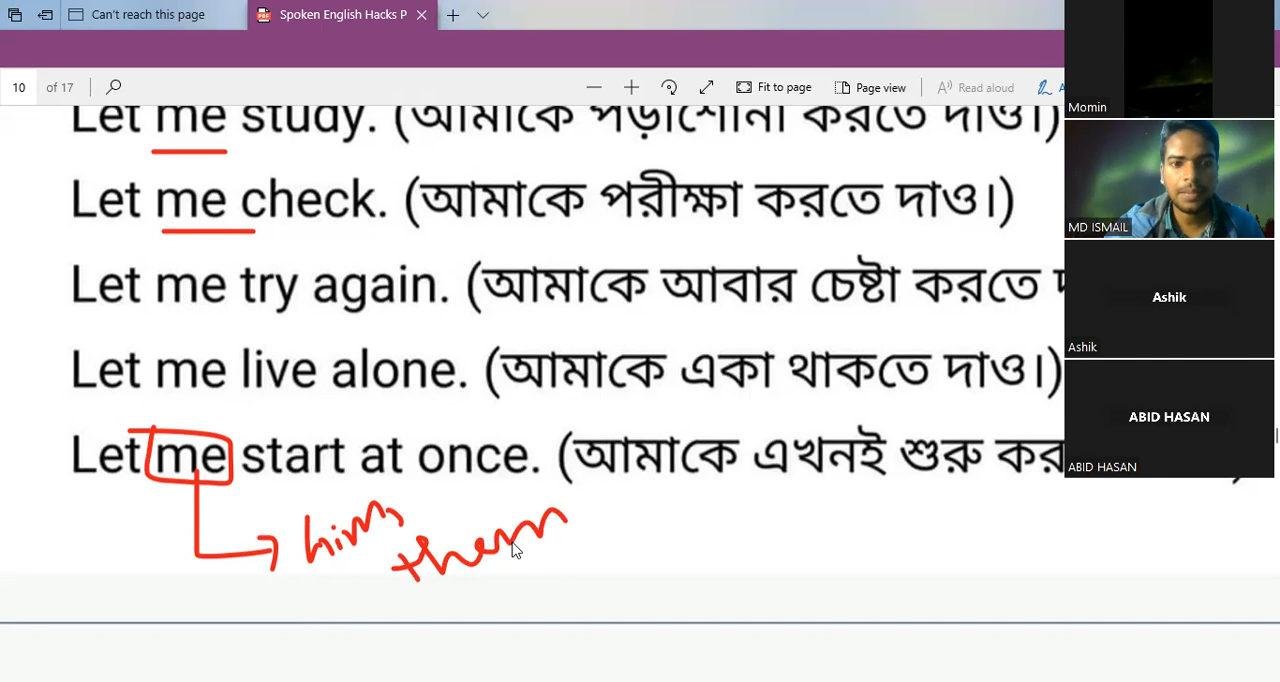 Can't reach this page
Spoken English Hacks P
10 of 17
Fit to page
Page view
Read aloud
Let me study. (আমাকে পড়াশোনা করতে দাও।)
Let me check. (আমাকে পরীক্ষা করতে দাও।)
Let me try again. (আমাকে আবার চেষ্টা করতে
Let me live alone. (আমাকে একা থাকতে দাও।)
Let me start at once. (আমাকে এখনই শুরু কর
him,
them
Momin
MD ISMAIL
Ashik
Ashik
ABID HASAN
ABID HASAN